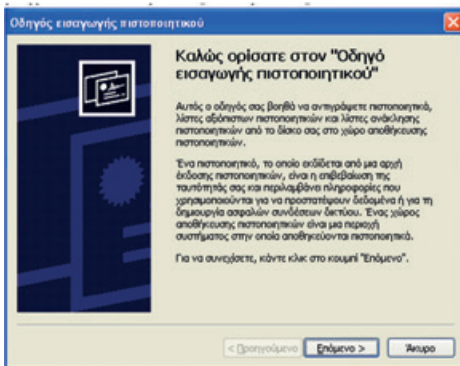 Οδηγός εισαγωγής πιστοποιητικού
Καλώς ορίσατε στον "Οδηγό
εισαγωγής πιστοποιητικού"
Αυτός ο οδηγός σας βοηθά να αντιγράψετε πιστοποιητικά,
λίστες αξιόπιστων πιστοποιητικών και λίστες ανάκλησης
πιστοποιητικών από το δίσκο σας στο χώρο αποθήκευσης
πιστοποιητικών.
Ένα πιστοποιητικό, το οποίο εκδίδεται από μια αρχή
έκδοσης πιστοποιητικών, είναι η επιβεβαίωση της
ταυτότητάς σας και περιλαμβάνει πληροφορίες που
χρησιμοποιούνται για να προστατέψουν δεδομένα ή για τη
δημιουργία ασφαλών συνδέσεων δικτύου. Ένας χώρος
αποθήκευσης πιστοποιητικών είναι μια περιοχή
συστήματος στην οποία αποθηκεύονται πιστοποιητικά.
Για να συνεχίσετε, κάντε κλικ στο κουμπί "Επόμενο".
< Προηγούμενο Επόμενο > Άκυρο